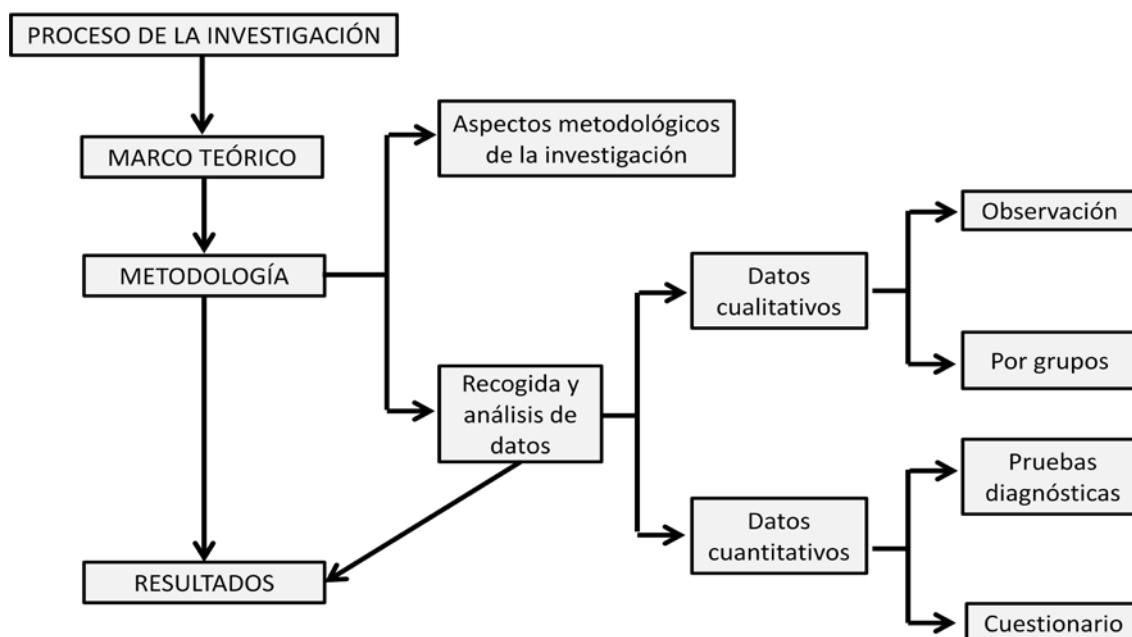 PROCESO DE LA INVESTIGACIÓN
MARCO TEÓRICO
METODOLOGÍA
RESULTADOS
Aspectos metodológicos
de la investigación
Recogida y
análisis de
datos
Datos
cualitativos
Datos
cuantitativos
Observación
Por grupos
Pruebas
diagnósticas
Cuestionario